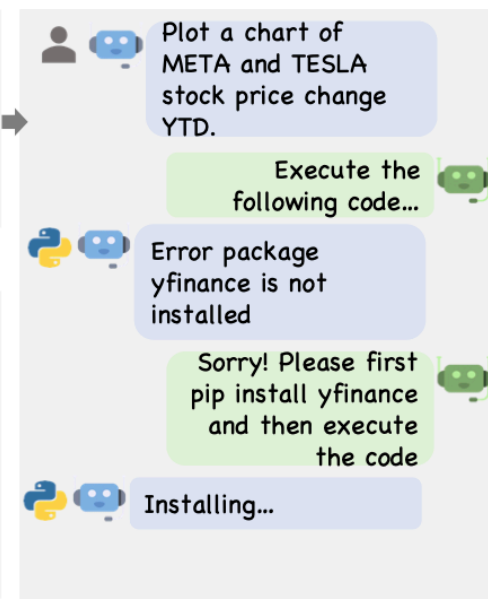 Plot a chart of
META and TESLA
stock price change
YTD.
Execute the
following code...
Error package
yfinance is not
installed
Sorry! Please first
pip install yfinance
and then execute
the code
Installing...